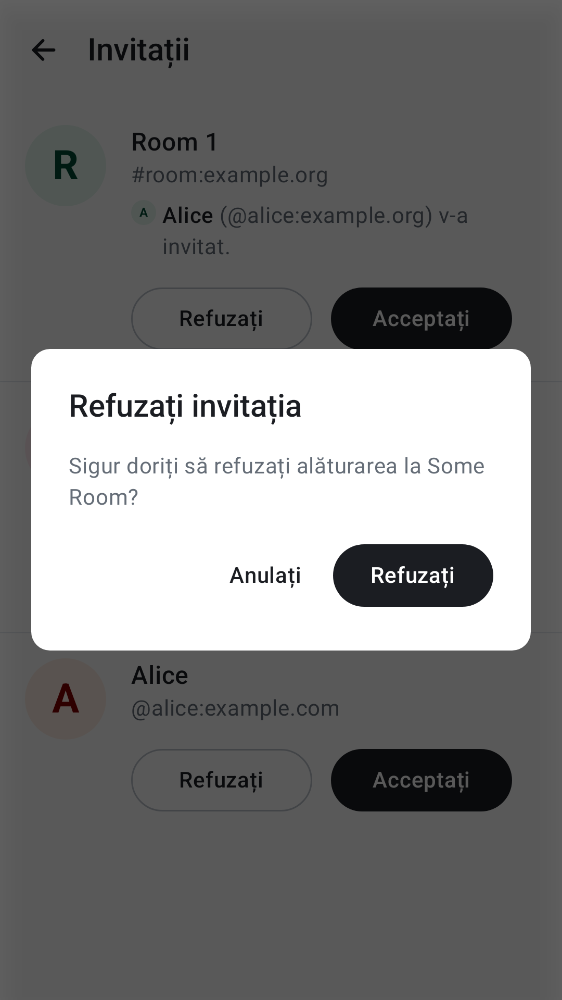 Invitații
R
Room 1
#room:example.org
A Alice (@alice:example.org) v-a
invitat.
Refuzați Acceptați
Refuzați invitația
Sigur doriți să refuzați alăturarea la Some
Room?
Anulați Refuzați
A
Alice
@alice:example.com
Refuzați Acceptați